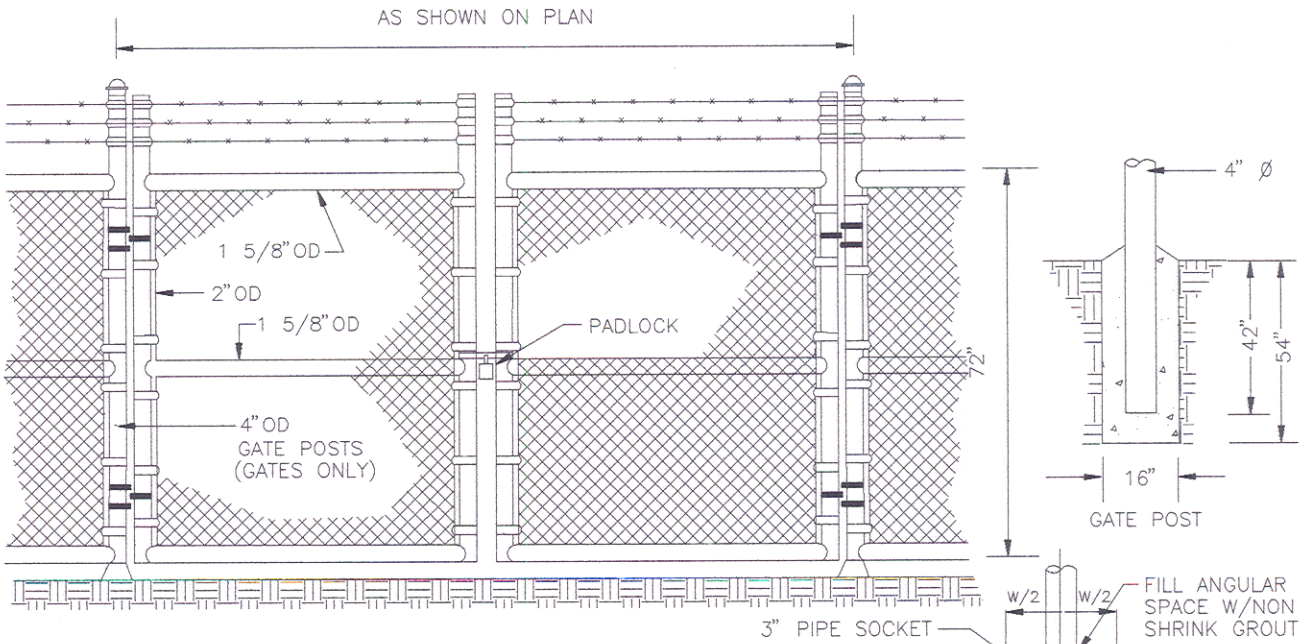 AS SHOWN ON PLAN
4" Ø
1 5/8"OD
2"OD
1 5/8"OD
PADLOCK
72"
42"
54"
4"OD
GATE POSTS
(GATES ONLY)
16"
GATE POST
W/2
W/2
FILL ANGULAR
SPACE W/NON
SHRINK GROUT
3" PIPE SOCKET